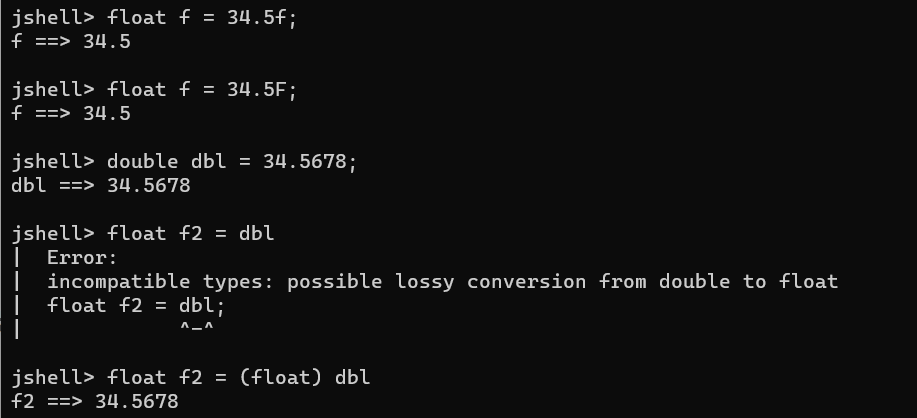 jshell> float f = 34.5f;
f ==> 34.5
jshell> float f = 34.5F;
f ==> 34.5
jshell> double dbl = 34.5678;
dbl ==> 34.5678
jshell> float f2 = dbl
|  Error:
|  incompatible types: possible lossy conversion from double to float
|  float f2 = dbl;
|             ^-^
jshell> float f2 = (float) dbl
f2 ==> 34.5678